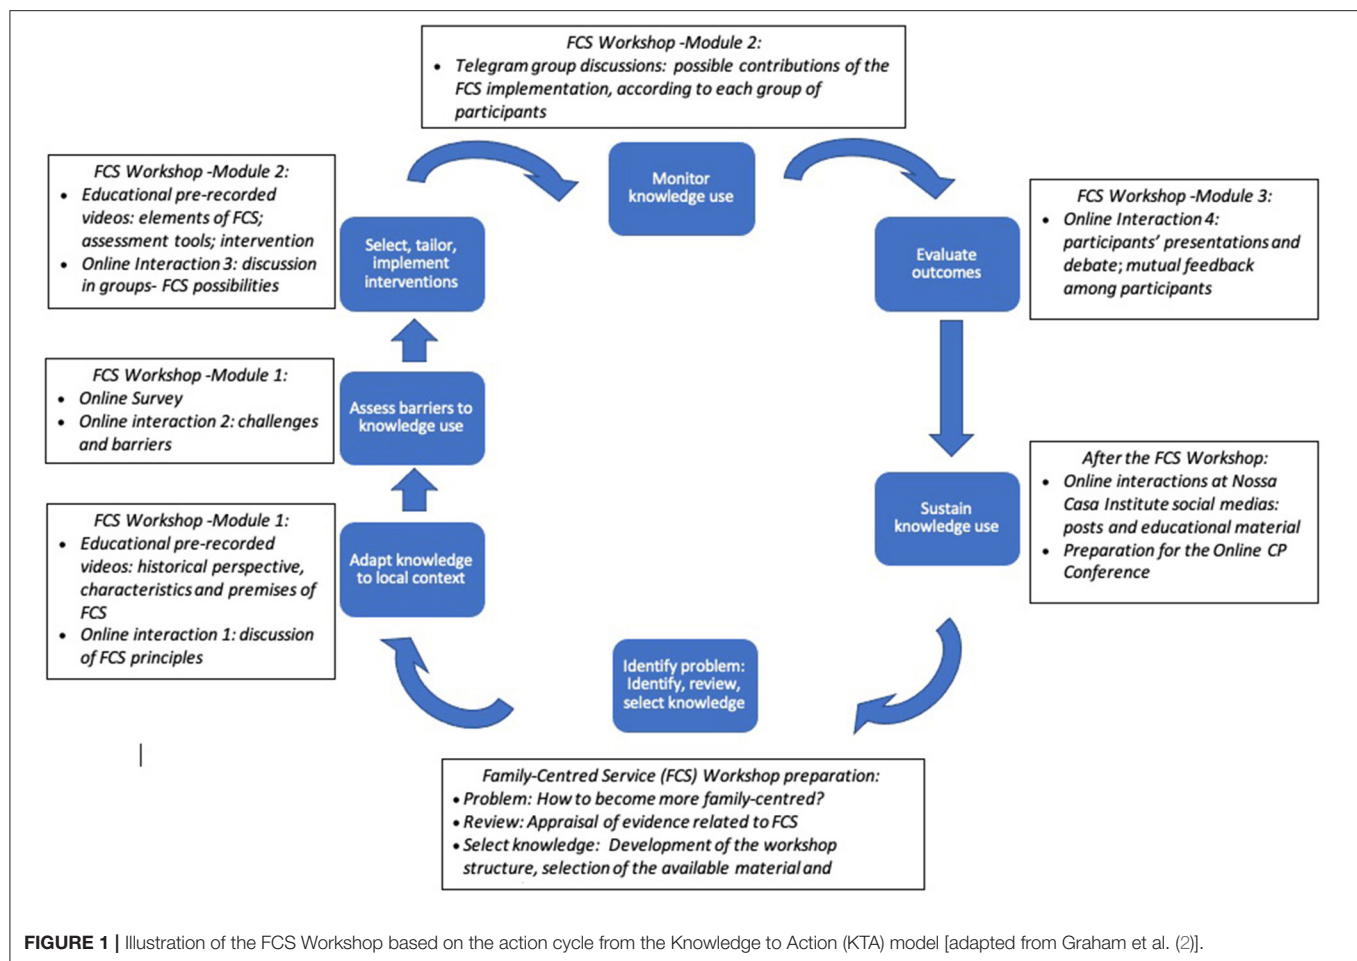 FCS Workshop -Module 2:
• Telegram group discussions: possible contributions of the
FCS implementation, according to each group of
participants
Monitor
knowledge use
FCS Workshop -Module 2:
• Educational pre-recorded
videos: elements of FCS;
assessment tools; intervention
• Online Interaction 3: discussion
in groups- FCS possibilities
Select, tailor,
implement
interventions
Evaluate
outcomes
FCS Workshop -Module 3:
• Online Interaction 4:
participants' presentations and
debate; mutual feedback
among participants
FCS Workshop -Module 1:
• Online Survey
• Online interaction 2: challenges
and barriers
Assess barriers to
knowledge use
Sustain
knowledge use
After the FCS Workshop:
• Online interactions at Nossa
Casa Institute social medias:
posts and educational material
• Preparation for the Online CP
Conference
FCS Workshop -Module 1:
• Educational pre-recorded
videos: historical perspective,
characteristics and premises of
FCS
• Online interaction 1: discussion
of FCS principles
Adapt knowledge
to local context
Identify problem:
Identify, review,
select knowledge
Family-Centred Service (FCS) Workshop preparation:
• Problem: How to become more family-centred?
• Review: Appraisal of evidence related to FCS
• Select knowledge: Development of the workshop
structure, selection of the available material and
FIGURE 1 | Illustration of the FCS Workshop based on the action cycle from the Knowledge to Action (KTA) model [adapted from Graham et al. (2)].